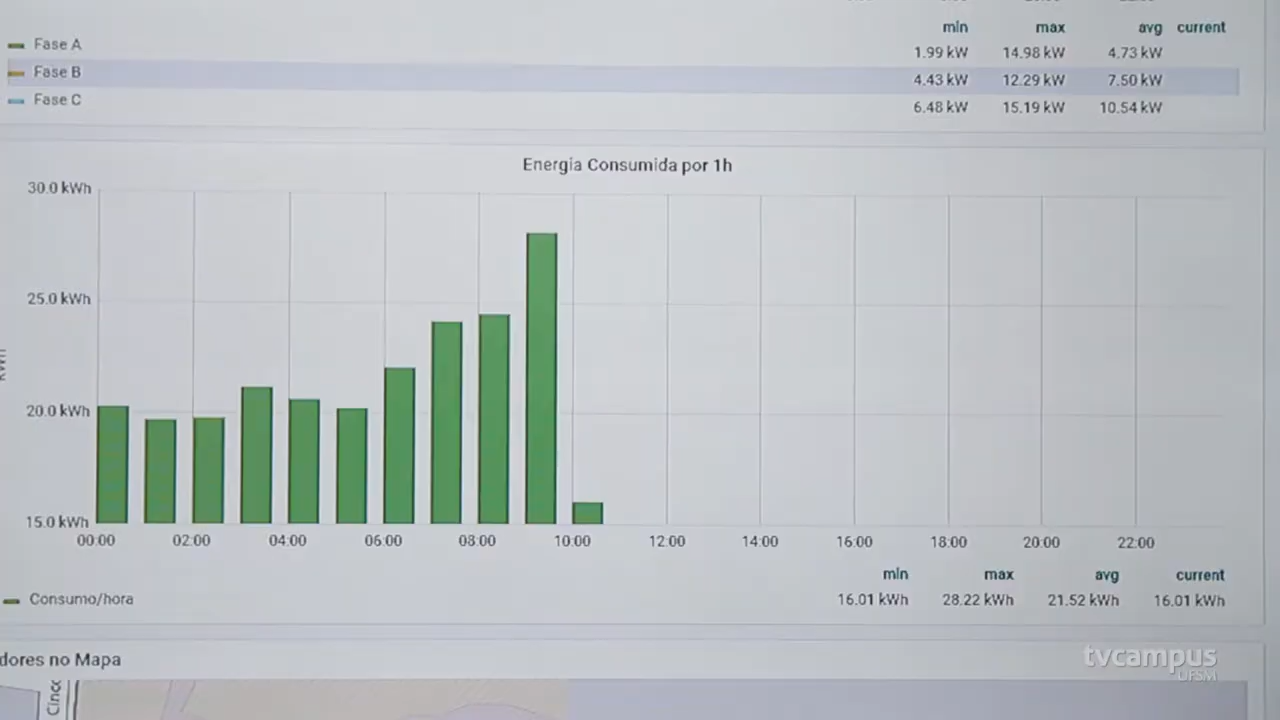 min max avg current
Fase A 1.99 kW 14.98 kW 4.73 kW
Fase B 4.43 kW 12.29 kW 7.50 kW
Fase C 6.48 kW 15.19 kW 10.54 kW
Energia Consumida por 1h
30.0 kWh
25.0 kWh
20.0 kWh
15.0 kWh
kWh
00:00 02:00 04:00 06:00 08:00 10:00 12:00 14:00 16:00 18:00 20:00 22:00
min max avg current
Consumo/hora 16.01 kWh 28.22 kWh 21.52 kWh 16.01 kWh
dores no Mapa
Cinco
tvcampus
UFSM